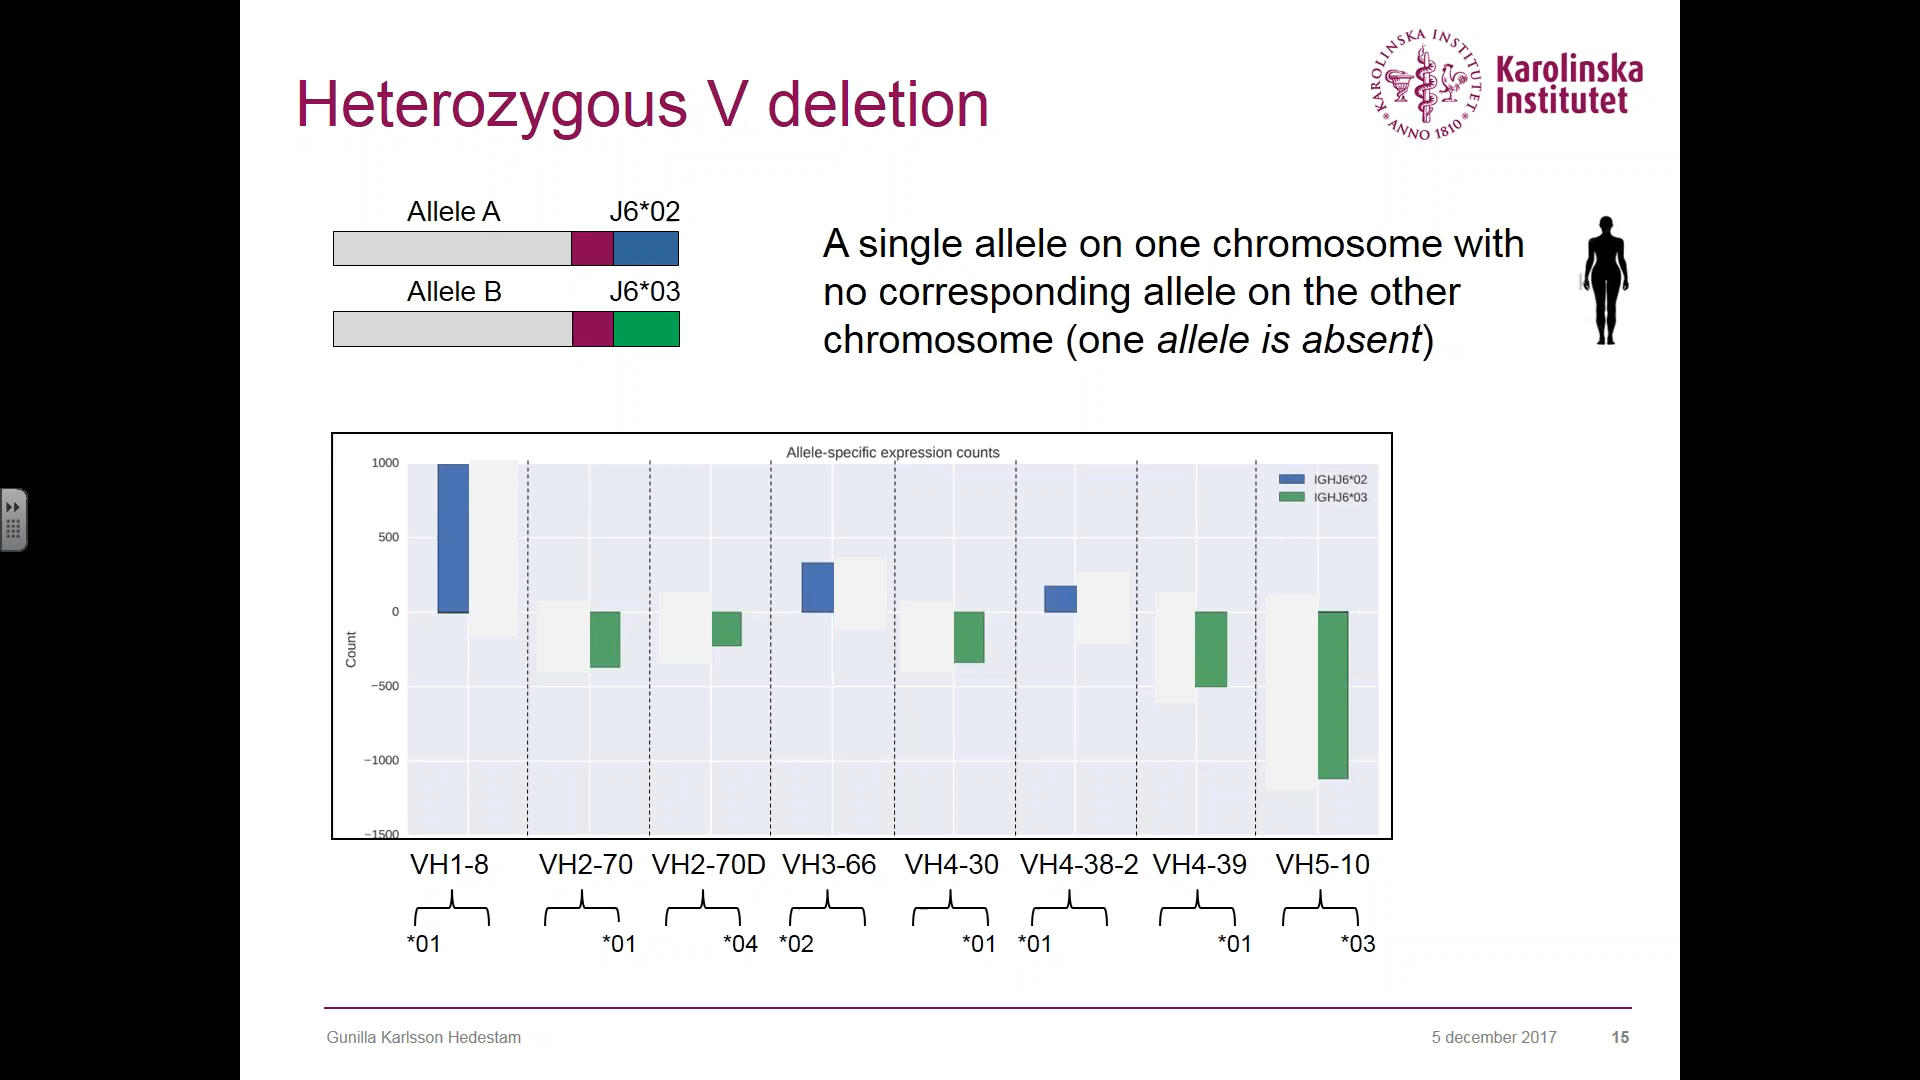 Heterozygous V deletion
KAROLINSKA INSTITUTET
ANNO 1810
Karolinska
Institutet
Allele A
J6*02
Allele B
J6*03
A single allele on one chromosome with
no corresponding allele on the other
chromosome (one allele is absent)
Allele-specific expression counts
IGHJ6*02
IGHJ6*03
Count
1000
500
0
−500
−1000
−1500
VH1-8 VH2-70 VH2-70D VH3-66 VH4-30 VH4-38-2 VH4-39 VH5-10
*01 *01 *04 *02 *01 *01 *01 *03
Gunilla Karlsson Hedestam
5 december 2017
15